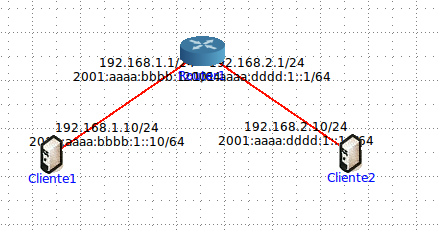 192.168.1.1/24 192.168.2.1/24
2001:aaaa:bbbb:1 aaaa:dddd:1::1/64
192.168.1.10/24
aaaa:bbbb:1::10/64
Cliente1
192.168.2.10/24
2001:aaaa:dddd:1:: /64
Cliente2